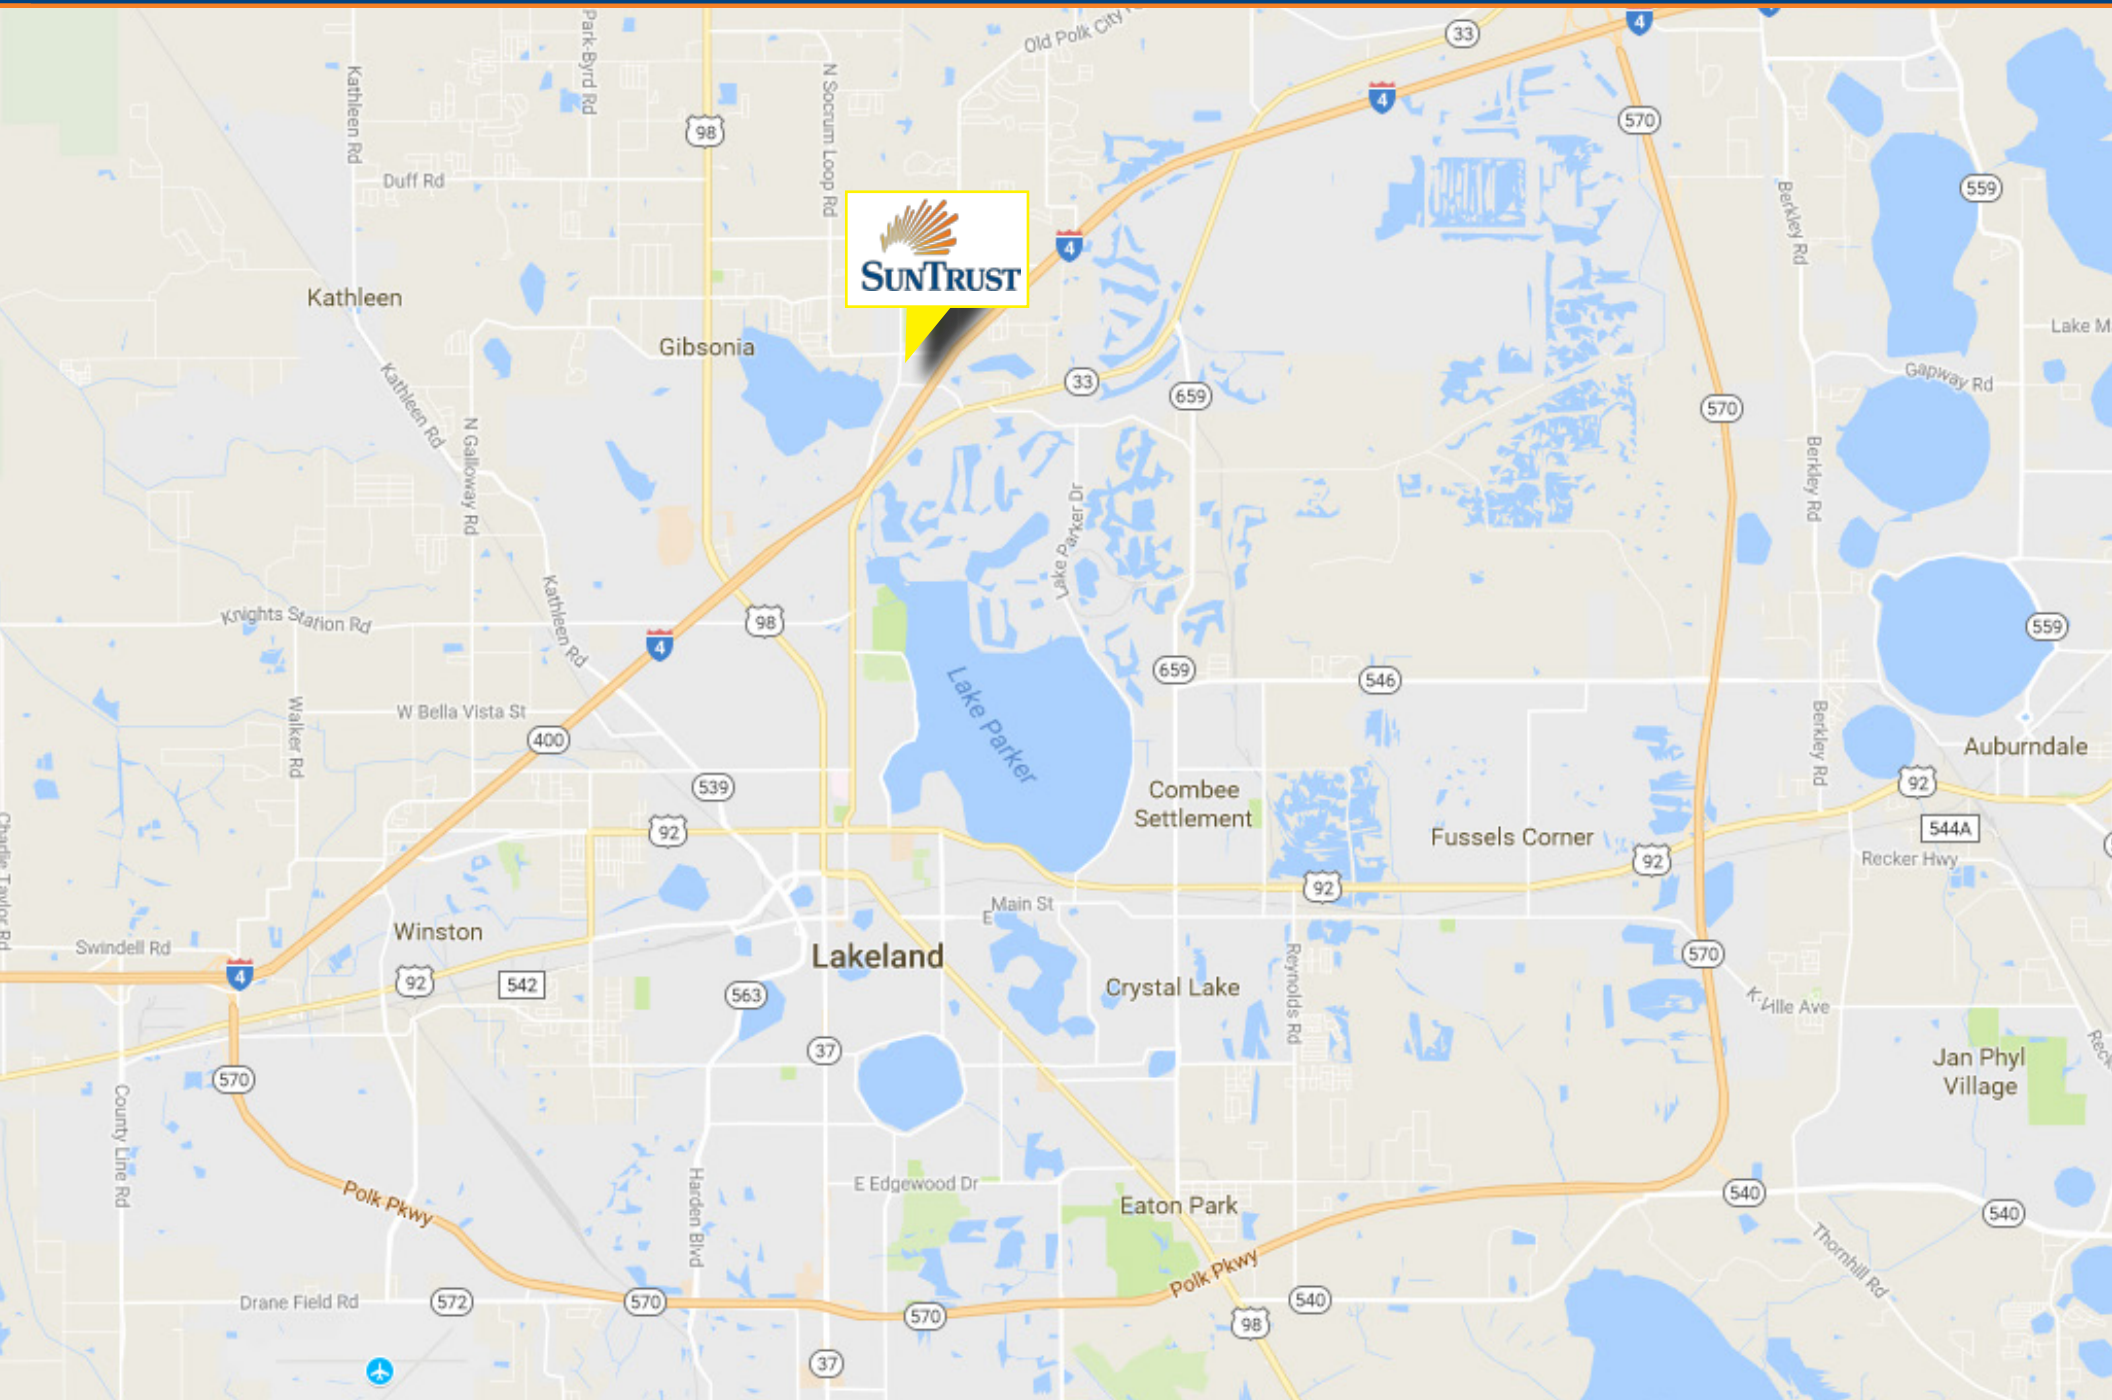 4
33
Old Polk City
Park-Byrd Rd
Kathleen Rd
N Socrum Loop Rd
98
4
570
Duff Rd
559
Berkley Rd
SUNTRUST
4
Kathleen
Gibsonia
Lake M
33
659
Gapway Rd
570
Kathleen Rd
N Galloway Rd
Berkley Rd
Lake Parker Dr
Knights Station Rd
Kathleen Rd
98
4
559
659
546
Lake Parker
W Bella Vista St
Walker Rd
400
Berkley Rd
Auburndale
539
Combee
Settlement
92
544A
92
Fussels Corner
92
92
Recker Hwy
Charlie Taylor Rd
E Main St
Winston
Swindell Rd
4
Lakeland
92
542
563
Crystal Lake
Reynolds Rd
570
K-Ville Ave
37
Jan Phyl
Village
570
County Line Rd
Polk Pkwy
Harden Blvd
E Edgewood Dr
Eaton Park
540
540
Thornhill Rd
Polk Pkwy
Drane Field Rd
572
570
570
540
98
37